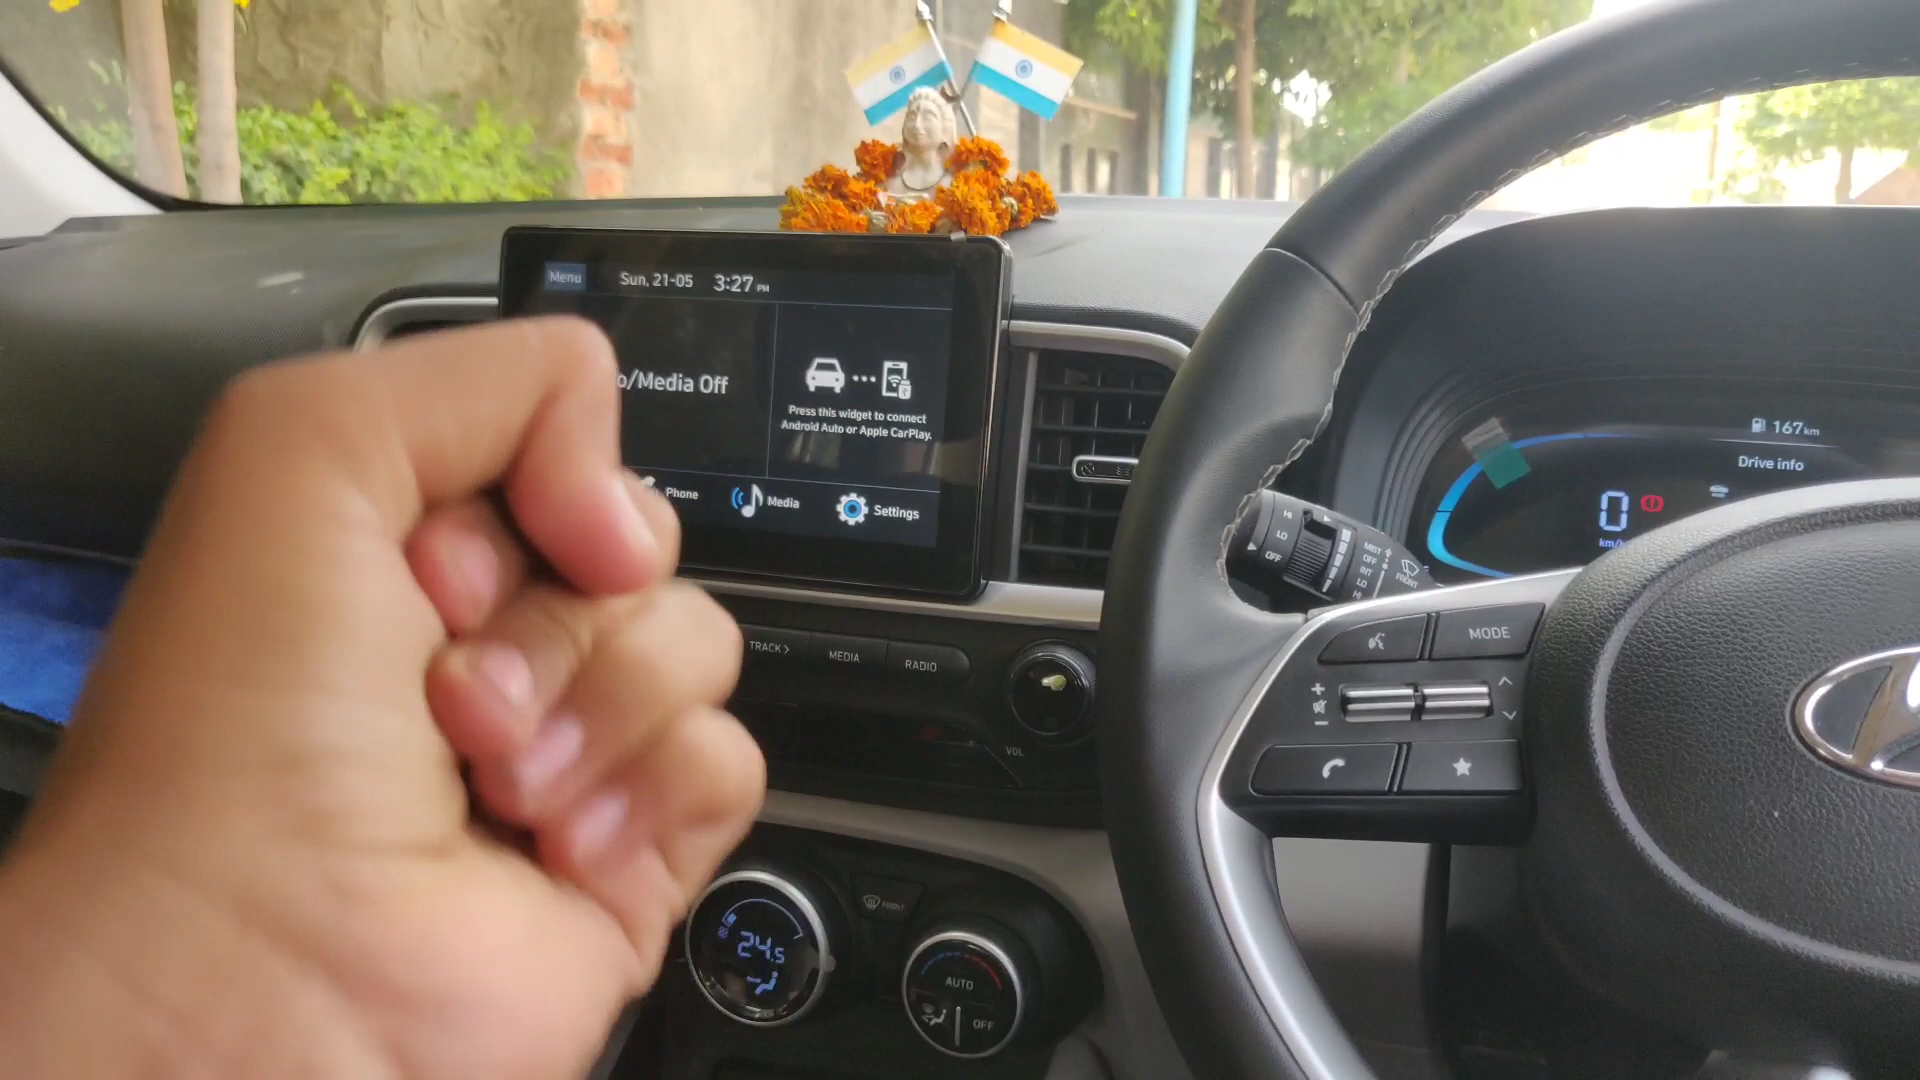 Menu Sun, 21-05 3:27 PM
o/Media Off
Press this widget to connect
Android Auto or Apple CarPlay.
Phone Media Settings
167km
Drive info
0
km/h
HI
LO
OFF
MIST
OFF
INT
LO
HI
FRONT
MODE
TRACK> MEDIA RADIO
VOL
FRONT
24.5
AUTO
OFF